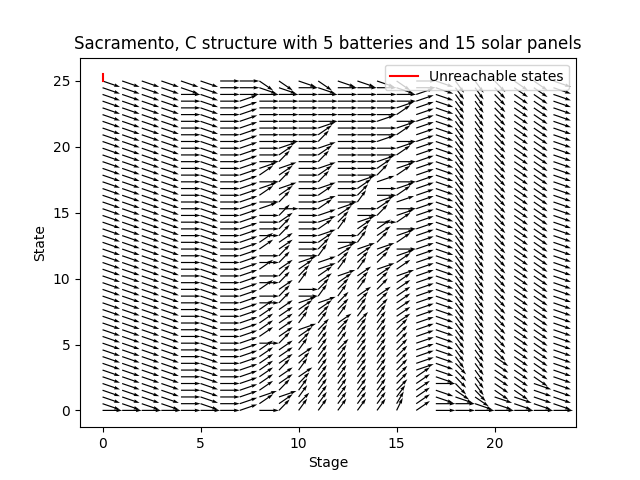 Sacramento, C structure with 5 batteries and 15 solar panels
Unreachable states
25
20
15
10
5
0
State
0 5 10 15 20
Stage